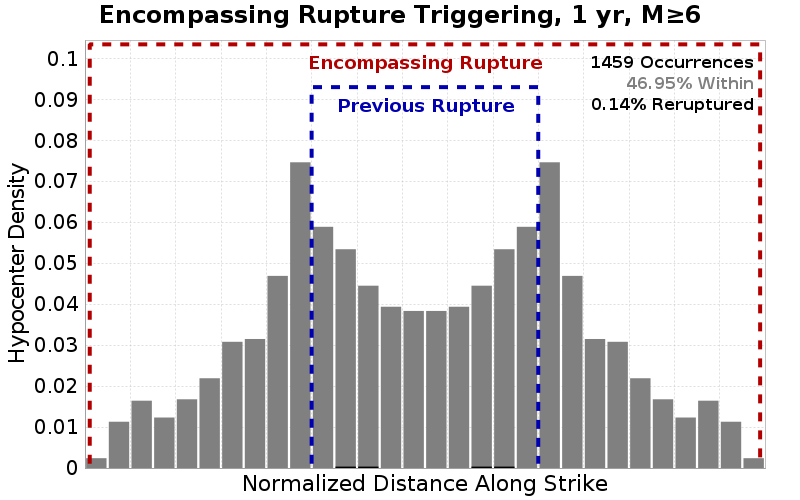 Encompassing Rupture Triggering, 1 yr, M≥6
Encompassing Rupture
1459 Occurrences
46.95% Within
0.14% Reruptured
Previous Rupture
Hypocenter Density
0.1
0.09
0.08
0.07
0.06
0.05
0.04
0.03
0.02
0.01
0
Normalized Distance Along Strike